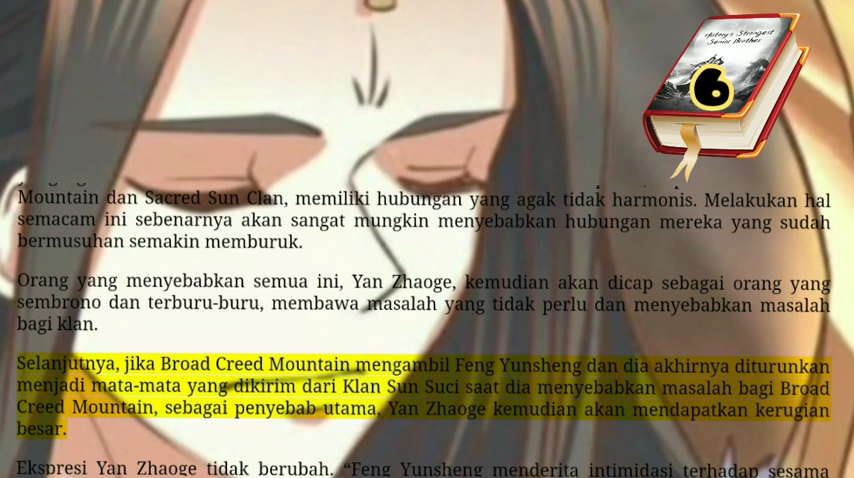 History's Strongest
Senior Brother
6
Mountain dan Sacred Sun Clan, memiliki hubungan yang agak tidak harmonis. Melakukan hal
semacam ini sebenarnya akan sangat mungkin menyebabkan hubungan mereka yang sudah
bermusuhan semakin memburuk.
Orang yang menyebabkan semua ini, Yan Zhaoge, kemudian akan dicap sebagai orang yang
sembrono dan terburu-buru, membawa masalah yang tidak perlu dan menyebabkan masalah
bagi klan.
Selanjutnya, jika Broad Creed Mountain mengambil Feng Yunsheng dan dia akhirnya diturunkan
menjadi mata-mata yang dikirim dari Klan Sun Suci saat dia menyebabkan masalah bagi Broad
Creed Mountain, sebagai penyebab utama, Yan Zhaoge kemudian akan mendapatkan kerugian
besar.
Ekspresi Yan Zhaoge tidak berubah. “Feng Yunsheng menderita intimidasi terhadap sesama